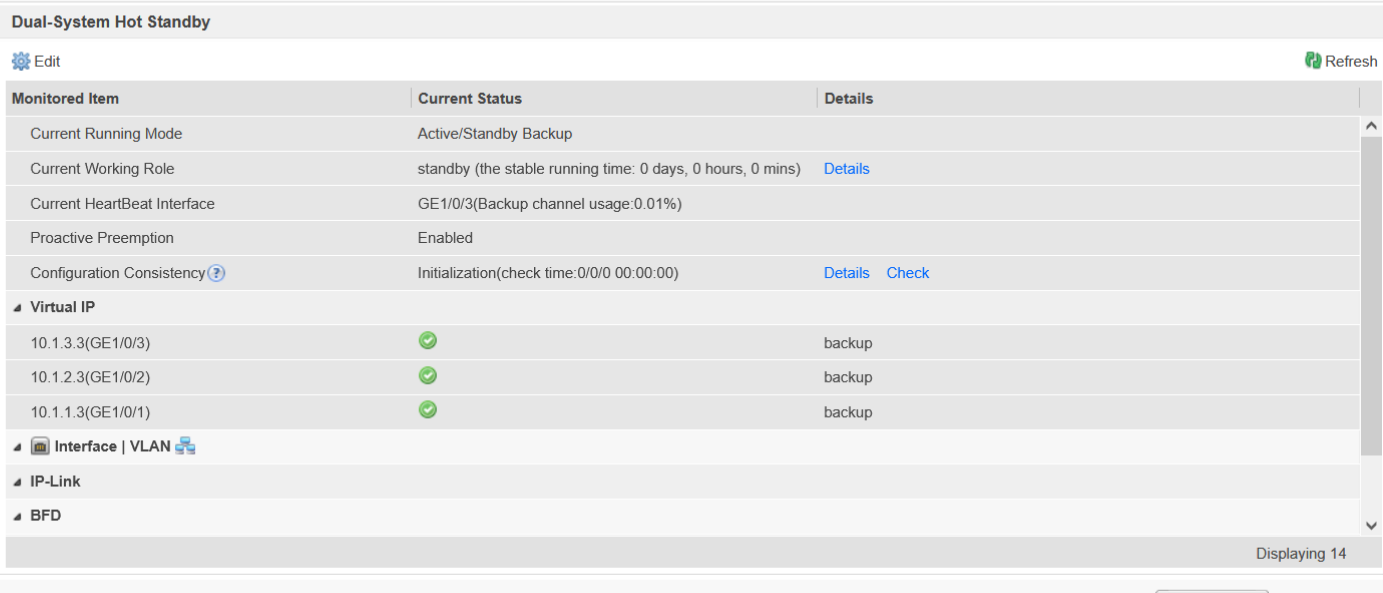 Dual-System Hot Standby
Edit
Refresh
Monitored Item Current Status Details
Current Running Mode Active/Standby Backup
Current Working Role standby (the stable running time: 0 days, 0 hours, 0 mins) Details
Current HeartBeat Interface GE1/0/3(Backup channel usage:0.01%)
Proactive Preemption Enabled
Configuration Consistency ? Initialization(check time:0/0/0 00:00:00) Details Check
Virtual IP
10.1.3.3(GE1/0/3) backup
10.1.2.3(GE1/0/2) backup
10.1.1.3(GE1/0/1) backup
Interface | VLAN
IP-Link
BFD
Displaying 14